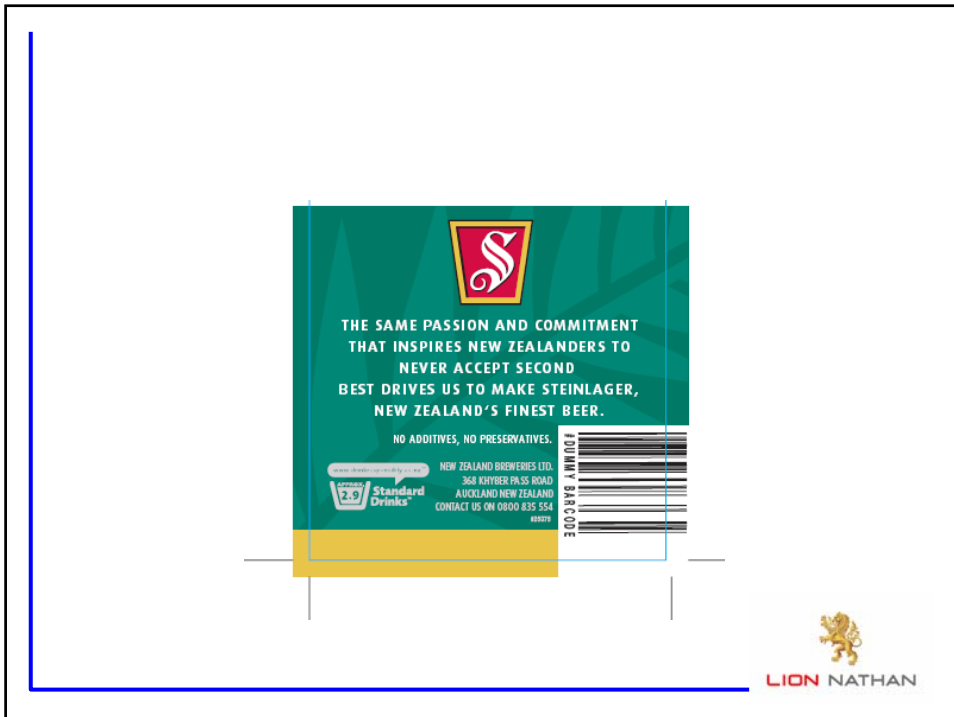 S
THE SAME PASSION AND COMMITMENT
THAT INSPIRES NEW ZEALANDERS TO
NEVER ACCEPT SECOND
BEST DRIVES US TO MAKE STEINLAGER,
NEW ZEALAND'S FINEST BEER.
NO ADDITIVES, NO PRESERVATIVES.
APPROX.
2.9
Standard
Drinks™
NEW ZEALAND BREWERIES LTD.
368 KHYBER PASS ROAD
AUCKLAND NEW ZEALAND
CONTACT US ON 0800 835 554
#DUMMY BARCODE
LION NATHAN